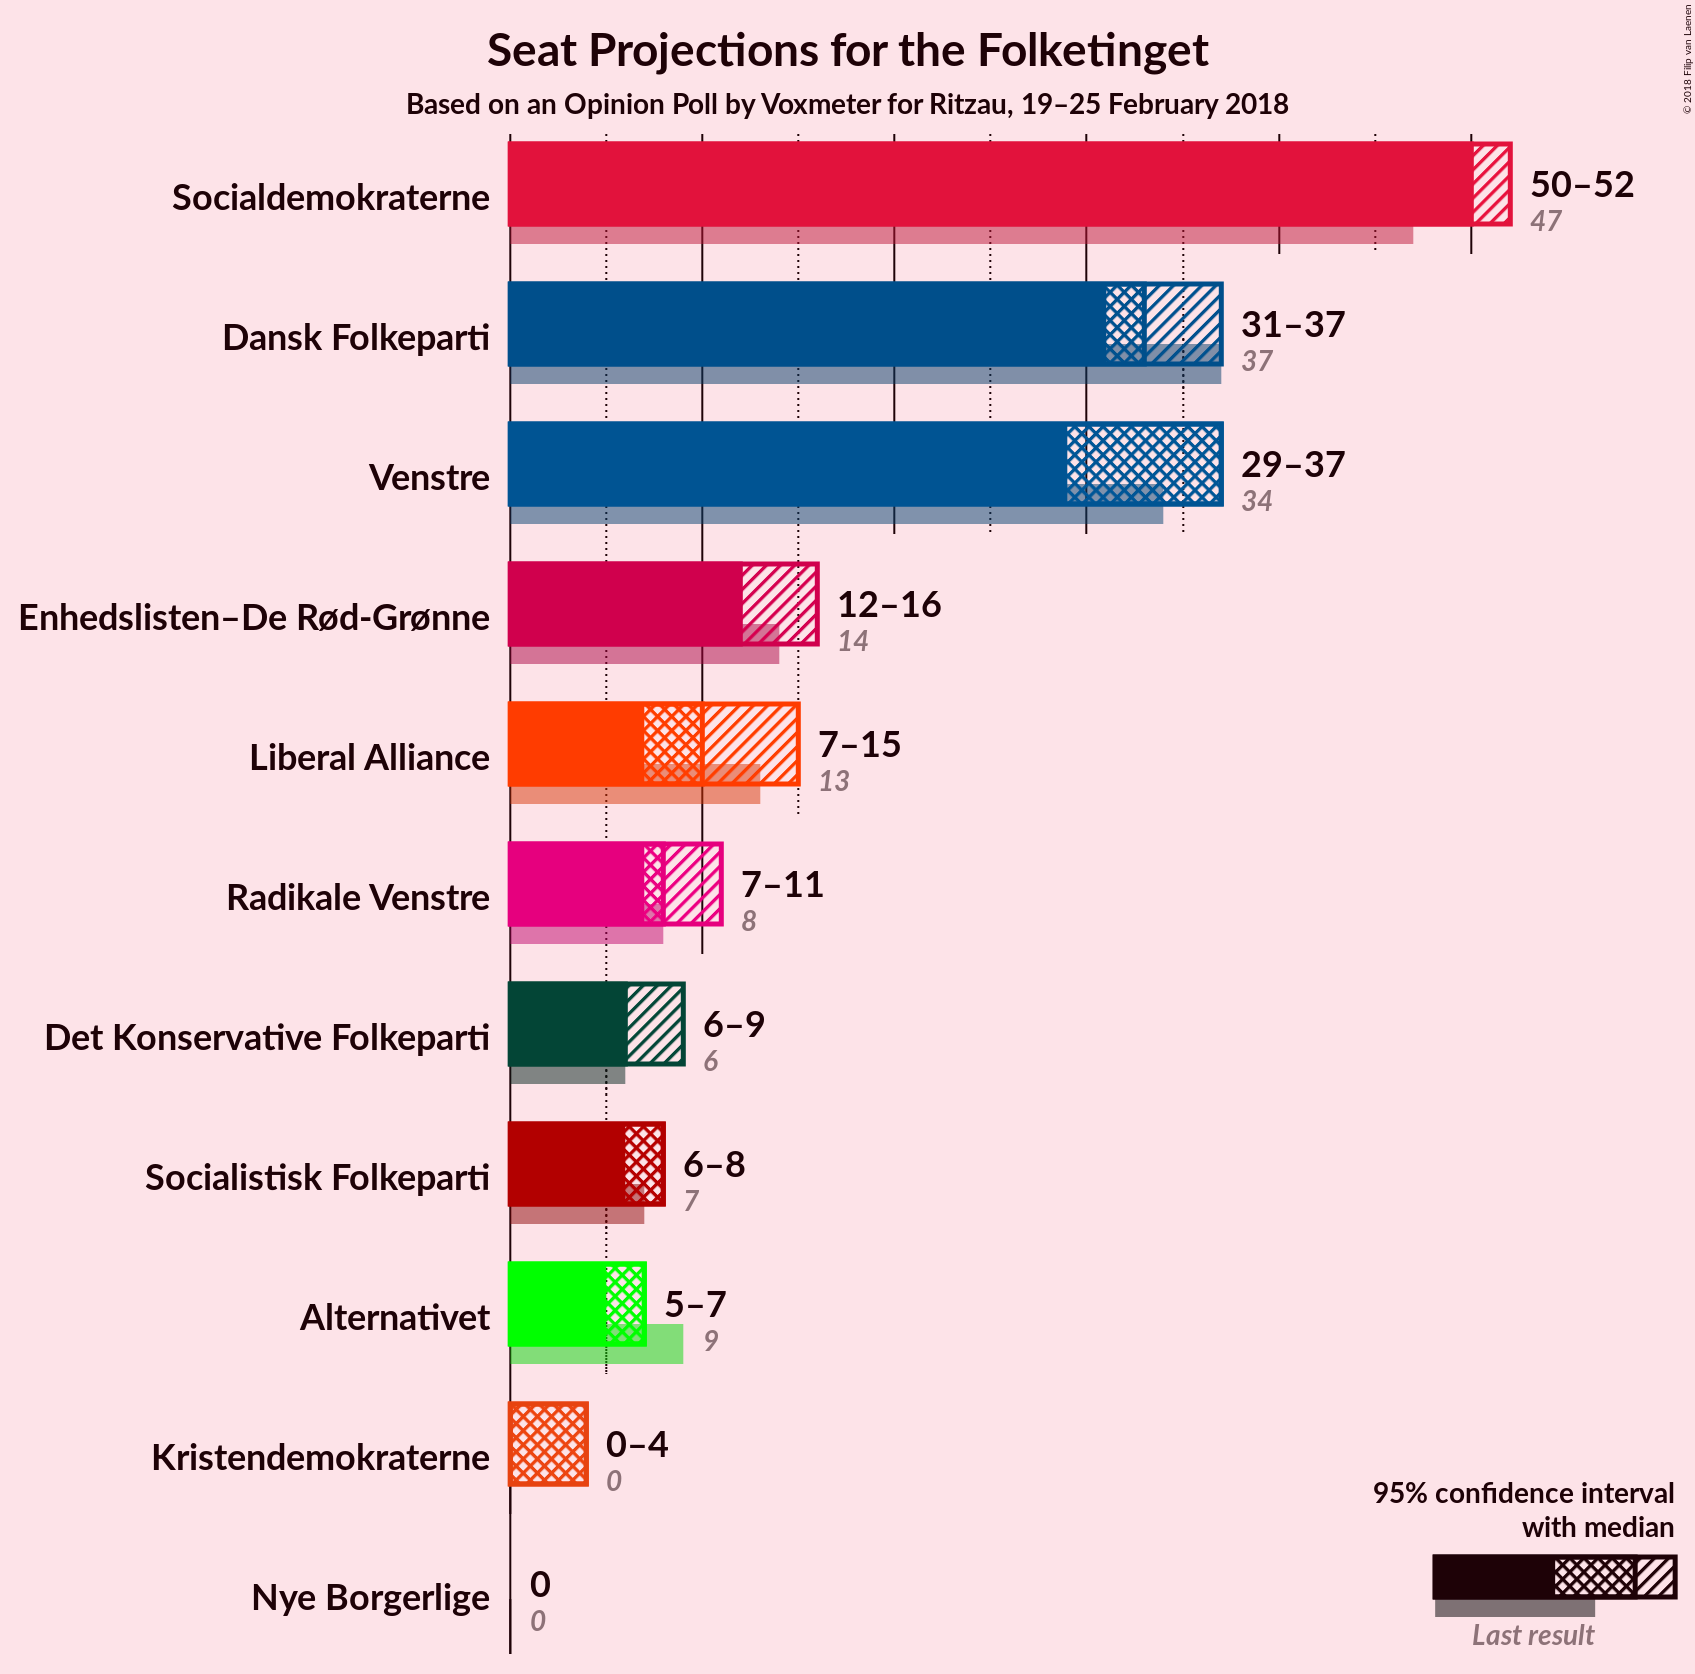 Seat Projections for the Folketinget
Based on an Opinion Poll by Voxmeter for Ritzau, 19–25 February 2018
© 2018 Filip van Laenen
Socialdemokraterne
50–52
47
Dansk Folkeparti
31–37
37
Venstre
29–37
34
Enhedslisten–De Rød-Grønne
12–16
14
Liberal Alliance
7–15
13
Radikale Venstre
7–11
8
Det Konservative Folkeparti
6–9
6
Socialistisk Folkeparti
6–8
7
Alternativet
5–7
9
Kristendemokraterne
0–4
0
Nye Borgerlige
0
0
95% confidence interval
with median
Last result